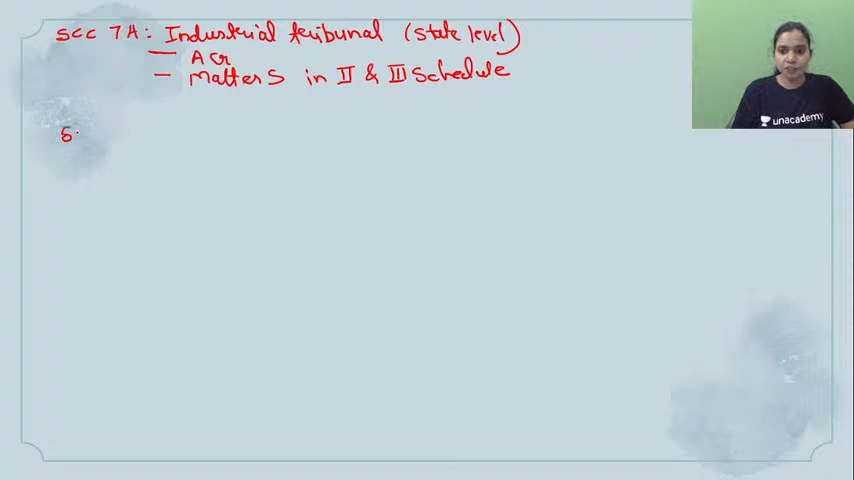 Sec 7A: Industrial tribunal (State level)
— AG
— Matters in II & III Schedule
S.
unacademy